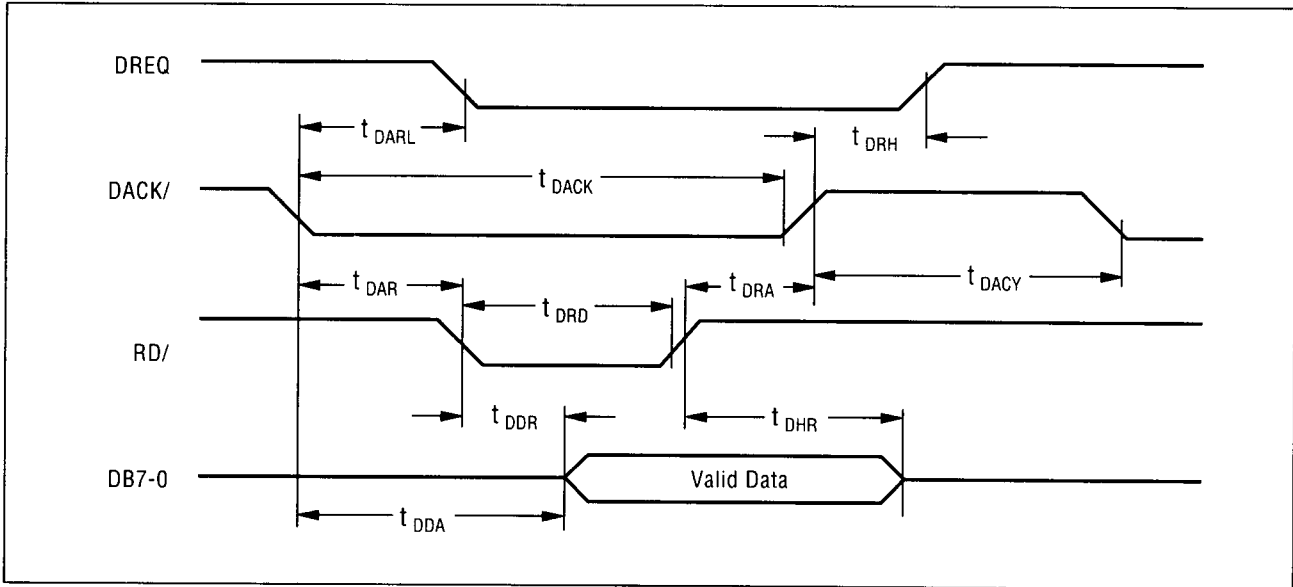 DREQ
t DARL
t DRH
DACK/
t DACK
t DAR
t DRA
t DACY
t DRD
RD/
t DDR
t DHR
DB7-0
Valid Data
t DDA